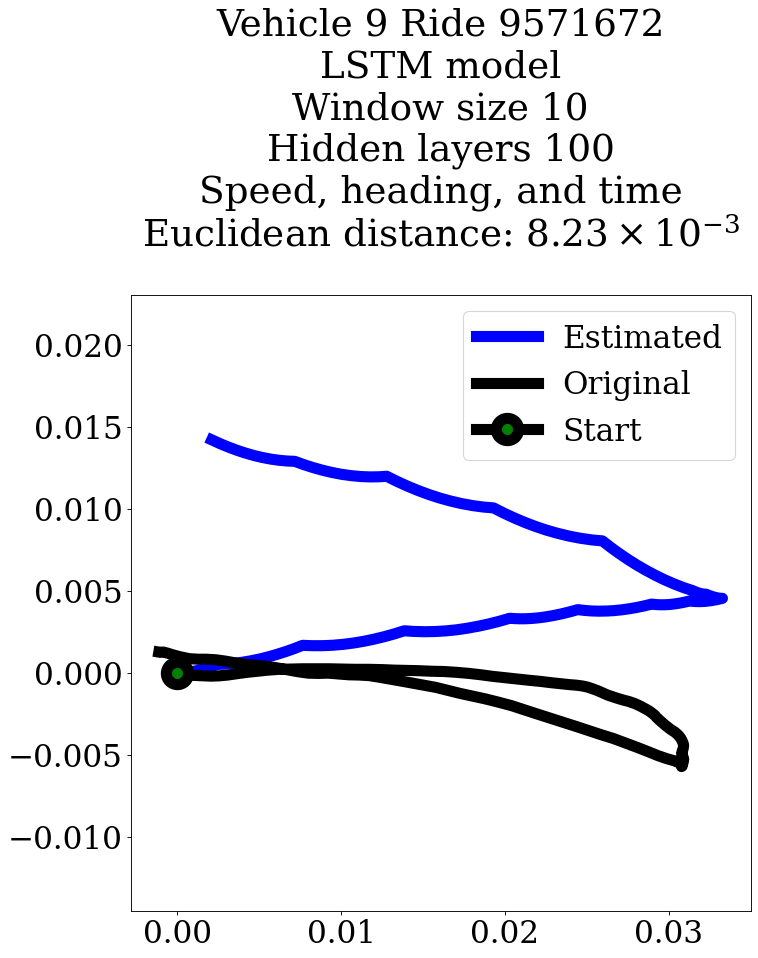 Vehicle 9 Ride 9571672
LSTM model
Window size 10
Hidden layers 100
Speed, heading, and time
Euclidean distance: 8.23 × 10⁻³
Estimated
Original
Start
0.020
0.015
0.010
0.005
0.000
−0.005
−0.010
0.00 0.01 0.02 0.03